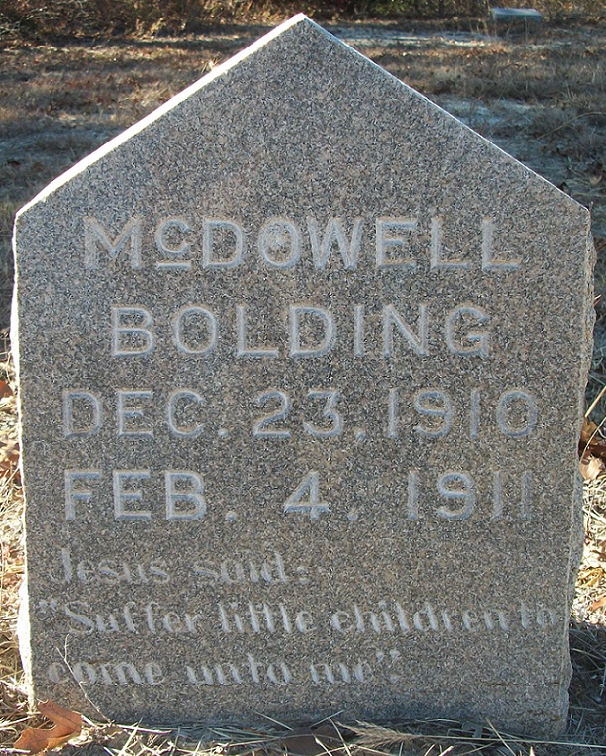 McDOWELL
BOLDING
DEC. 23, 1910
FEB. 4, 1911
Jesus said:
"Suffer little children to
come unto me".